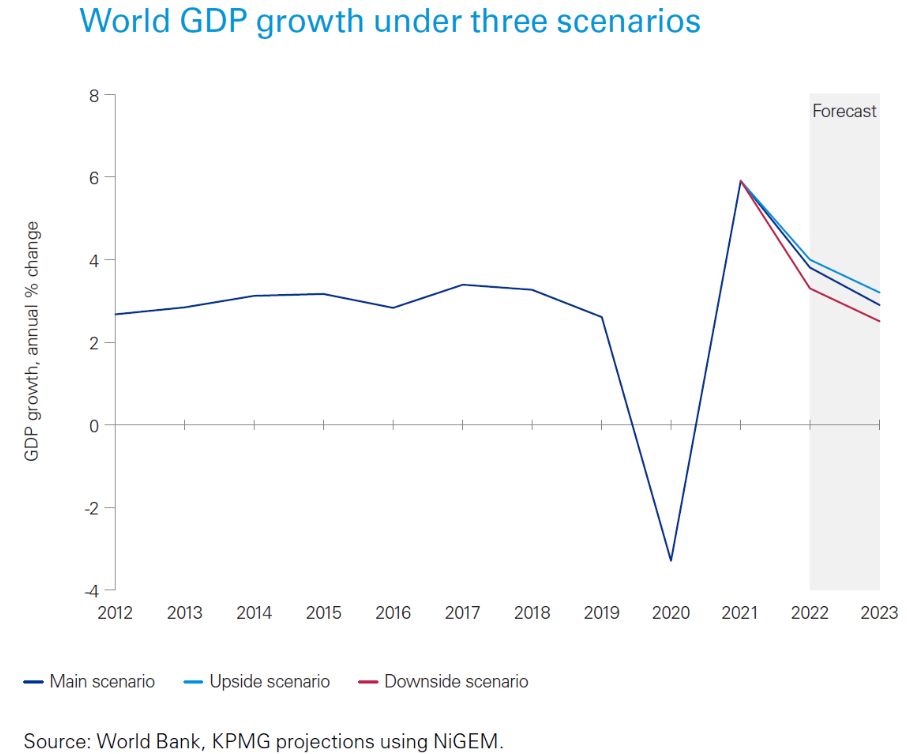 World GDP growth under three scenarios
8
Forecast
6
4
2
0
-2
-4
GDP growth, annual % change
2012 2013 2014 2015 2016 2017 2018 2019 2020 2021 2022 2023
Main scenario Upside scenario Downside scenario
Source: World Bank, KPMG projections using NiGEM.